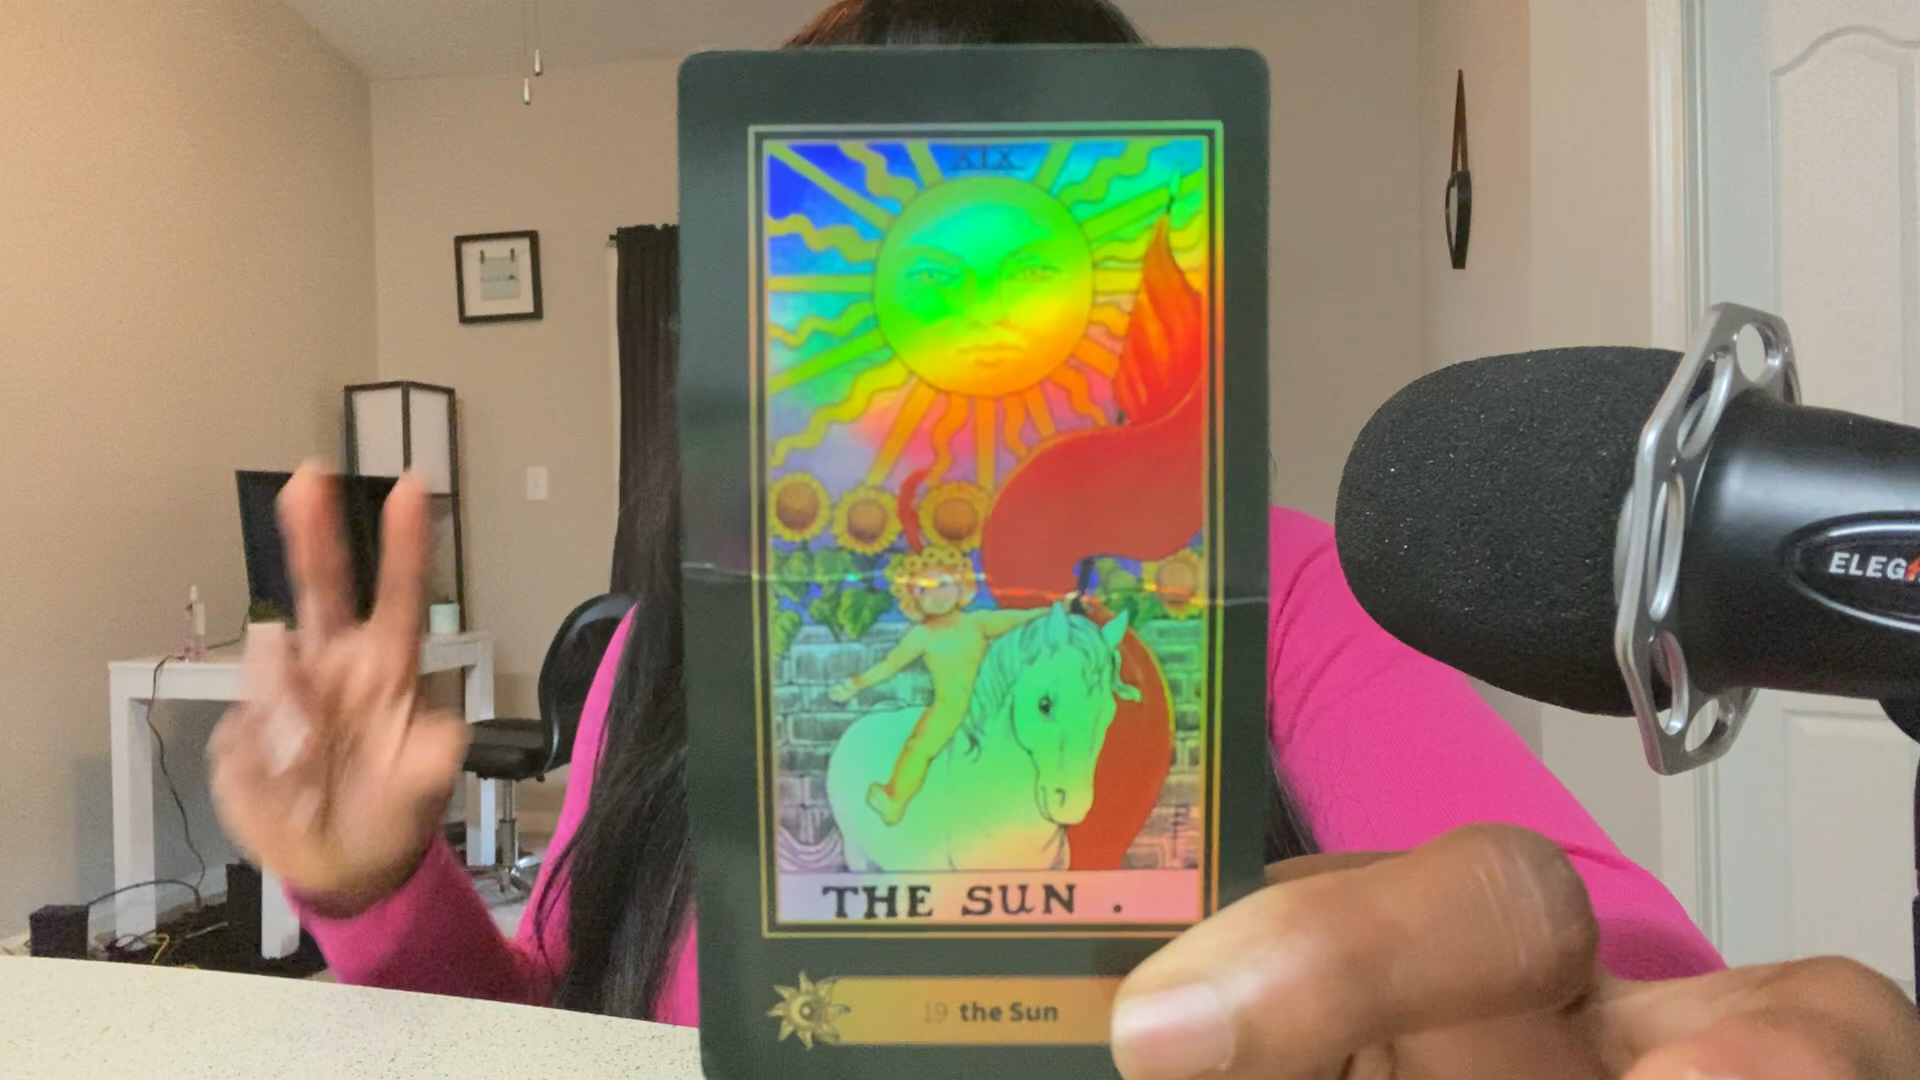 XIX
THE SUN .
19 the Sun
ELEG